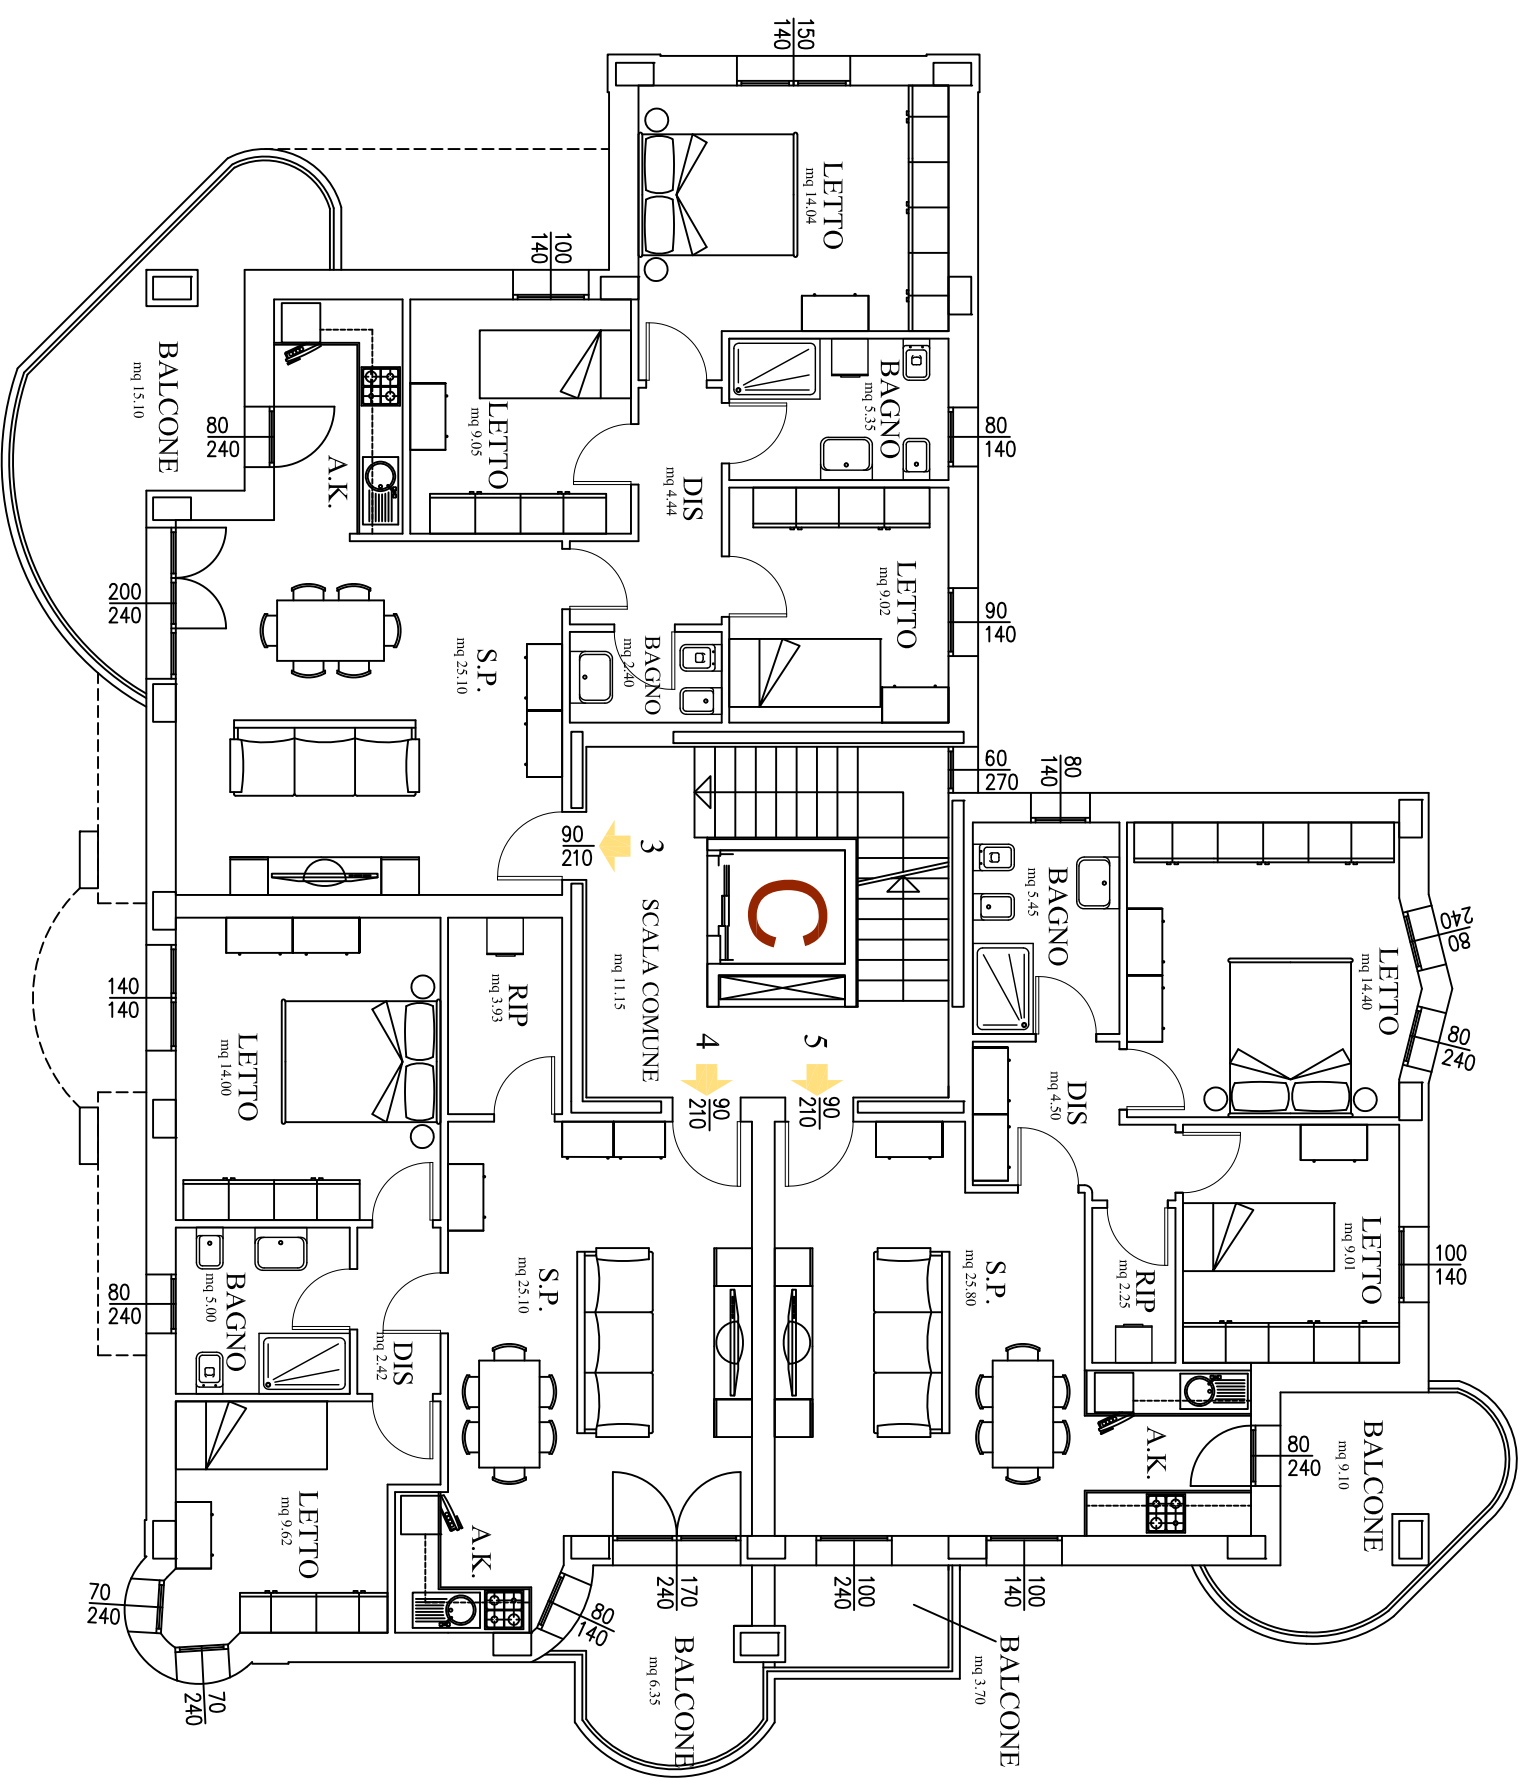 150
140
LETTO
mq 14.04
100
140
BALCONE
mq 15.10
80
240
A.K.
LETTO
mq 9.05
BAGNO
mq 5.35
80
140
DIS
mq 4.44
LETTO
mq 9.02
90
140
200
240
S.P.
mq 25.10
BAGNO
mq 2.40
60
270
80
140
90
210
3
SCALA COMUNE
mq 11.15
C
BAGNO
mq 5.45
LETTO
mq 14.40
80
240
80
240
140
140
RIP
mq 3.93
LETTO
mq 14.00
4
90
210
5
90
210
DIS
mq 4.50
LETTO
mq 9.01
100
140
RIP
mq 2.25
80
240
BAGNO
mq 5.00
DIS
mq 2.42
S.P.
mq 25.10
S.P.
mq 25.80
A.K.
80
240
BALCONE
mq 9.10
LETTO
mq 9.62
A.K.
70
240
70
240
80
140
170
240
100
240
100
140
BALCONE
mq 6.35
BALCONE
mq 3.70